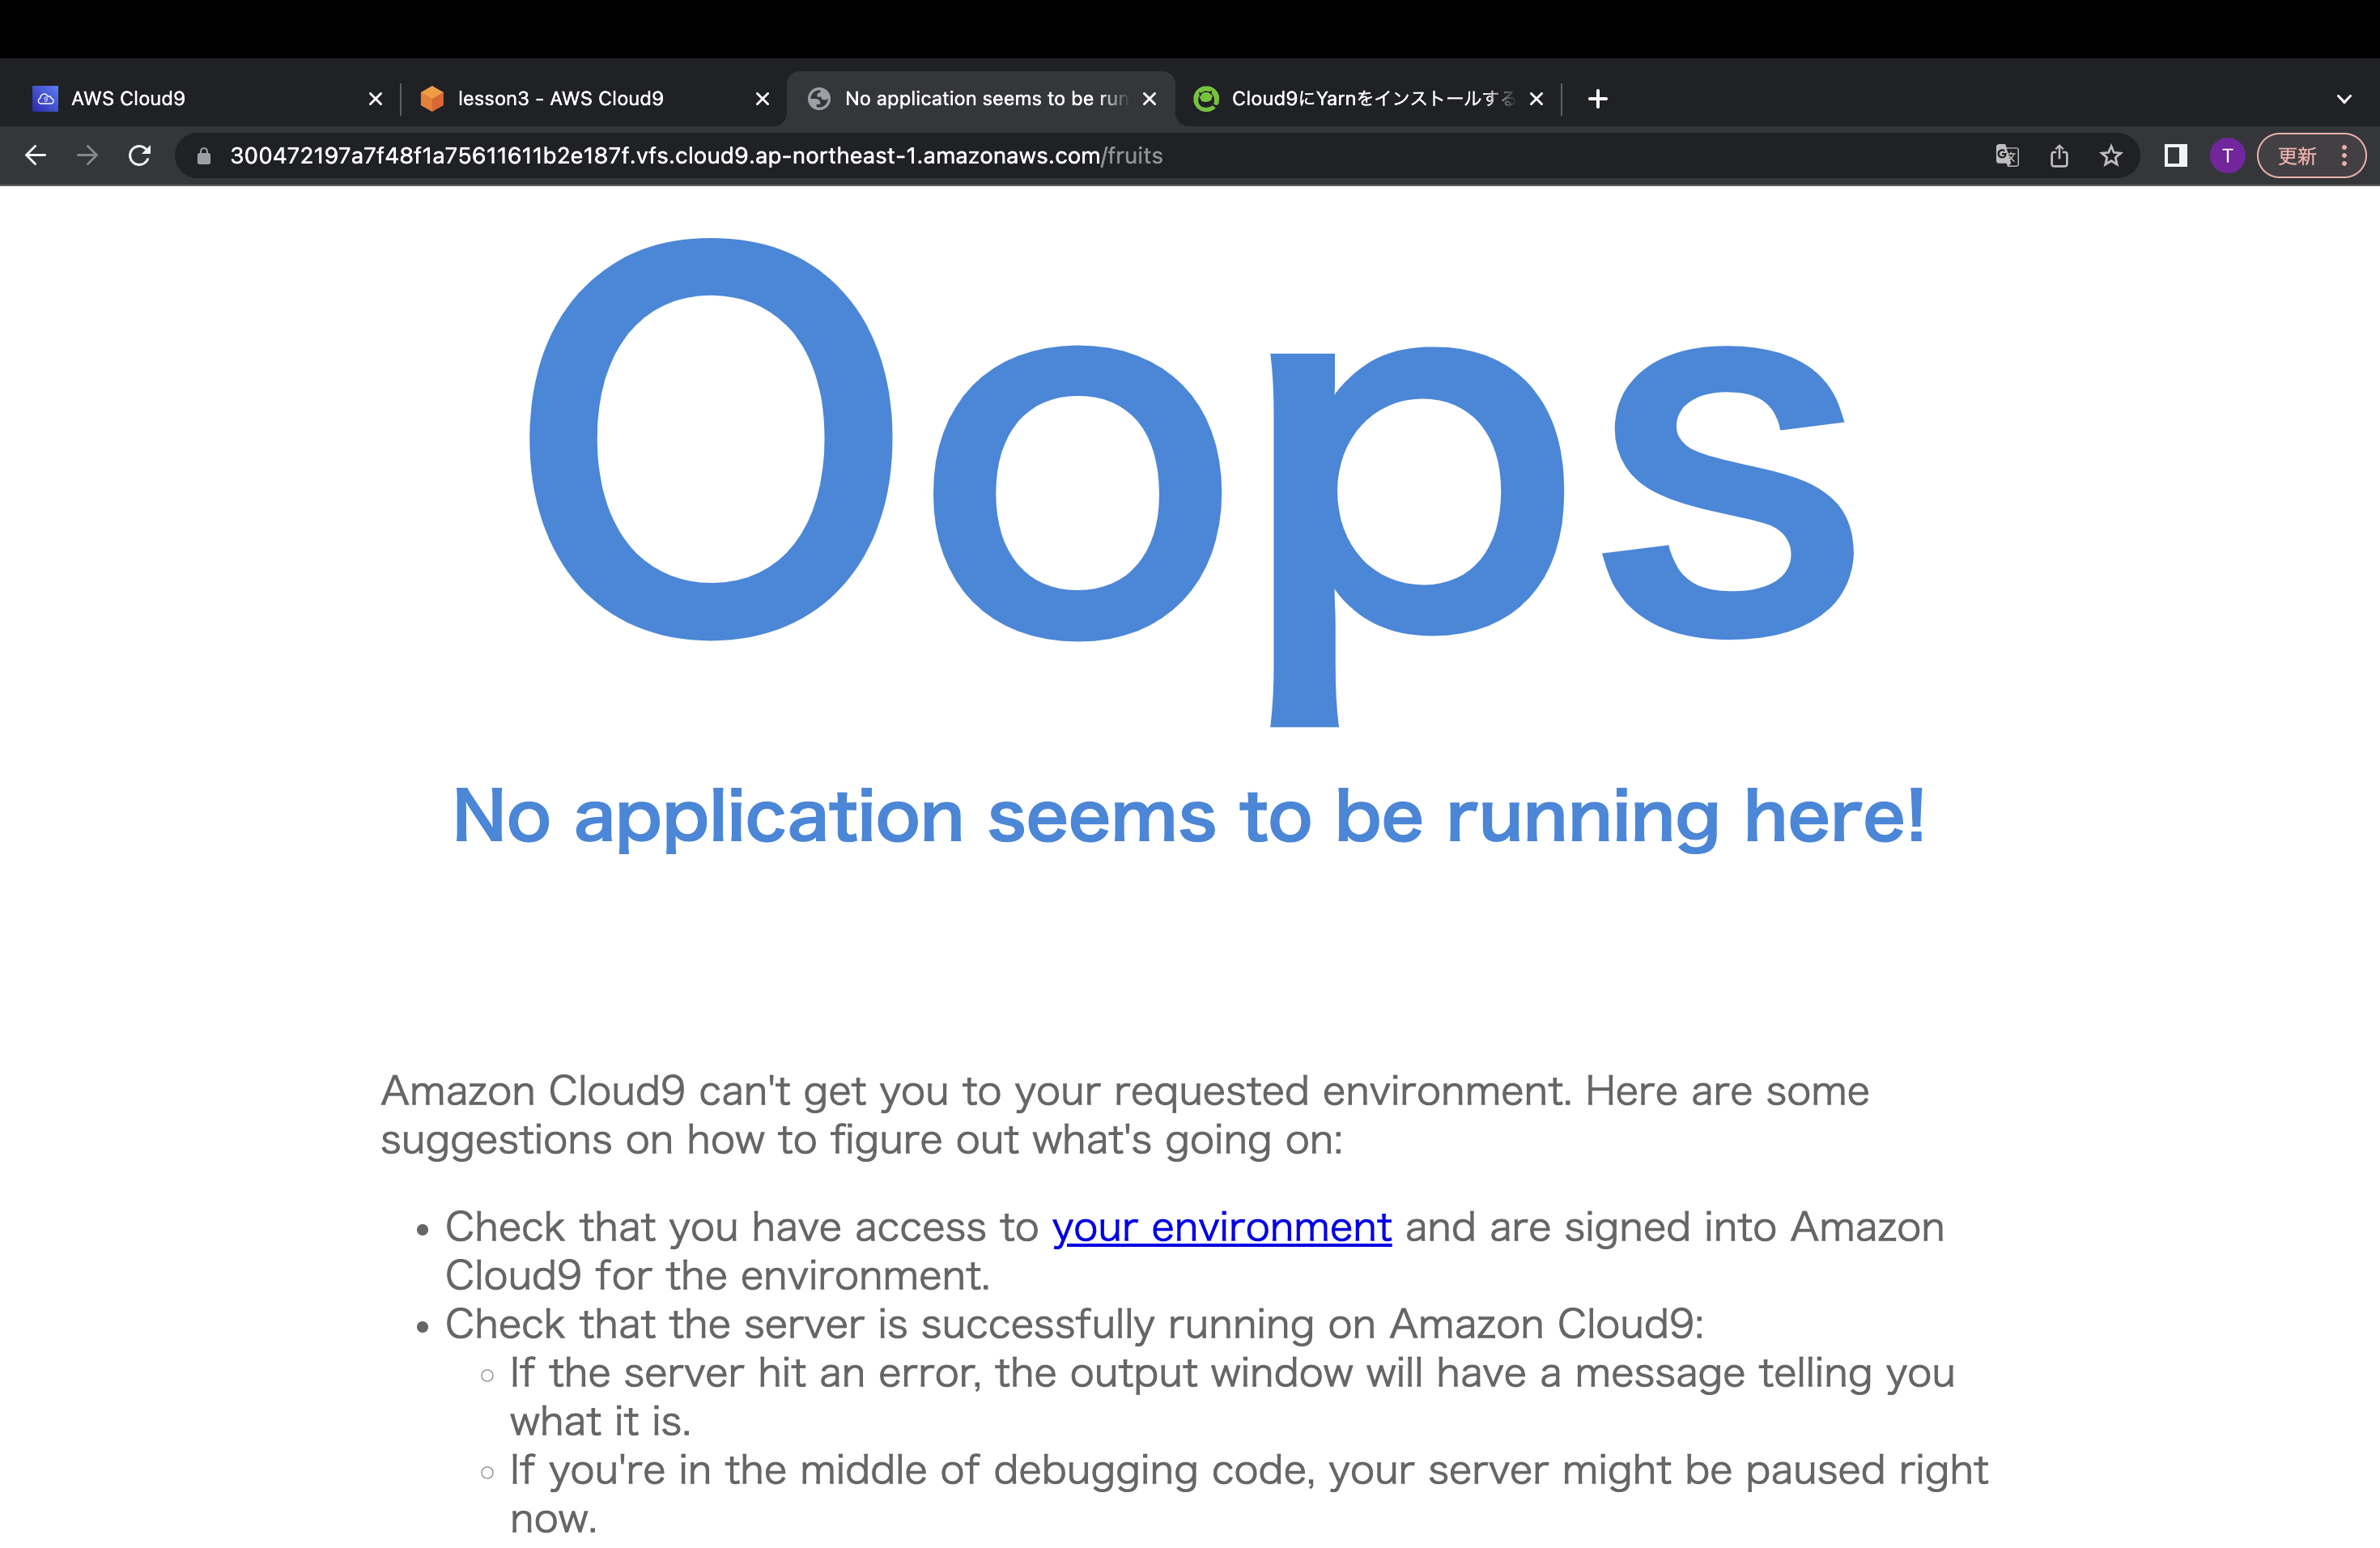 AWS Cloud9
lesson3 - AWS Cloud9
No application seems to be run
Cloud9にYarnをインストールする
300472197a7f48f1a75611611b2e187f.vfs.cloud9.ap-northeast-1.amazonaws.com/fruits
T
更新
Oops
No application seems to be running here!
Amazon Cloud9 can't get you to your requested environment. Here are some
suggestions on how to figure out what's going on:
• Check that you have access to your environment and are signed into Amazon
Cloud9 for the environment.
• Check that the server is successfully running on Amazon Cloud9:
◦ If the server hit an error, the output window will have a message telling you
what it is.
◦ If you're in the middle of debugging code, your server might be paused right
now.